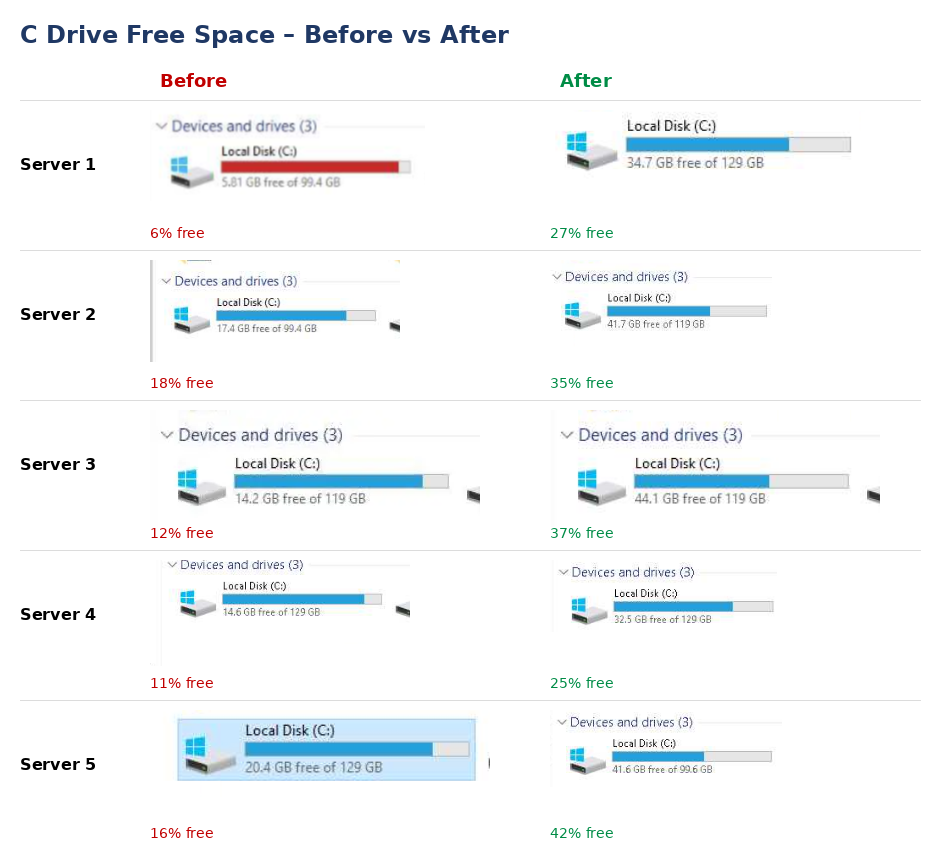 C Drive Free Space – Before vs After
Before
After
Server 1
Devices and drives (3)
Local Disk (C:)
5.81 GB free of 99.4 GB
6% free
Local Disk (C:)
34.7 GB free of 129 GB
27% free
Server 2
Devices and drives (3)
Local Disk (C:)
17.4 GB free of 99.4 GB
18% free
Devices and drives (3)
Local Disk (C:)
41.7 GB free of 119 GB
35% free
Server 3
Devices and drives (3)
Local Disk (C:)
14.2 GB free of 119 GB
12% free
Devices and drives (3)
Local Disk (C:)
44.1 GB free of 119 GB
37% free
Server 4
Devices and drives (3)
Local Disk (C:)
14.6 GB free of 129 GB
11% free
Devices and drives (3)
Local Disk (C:)
32.5 GB free of 129 GB
25% free
Server 5
Local Disk (C:)
20.4 GB free of 129 GB
16% free
Devices and drives (3)
Local Disk (C:)
41.6 GB free of 99.6 GB
42% free